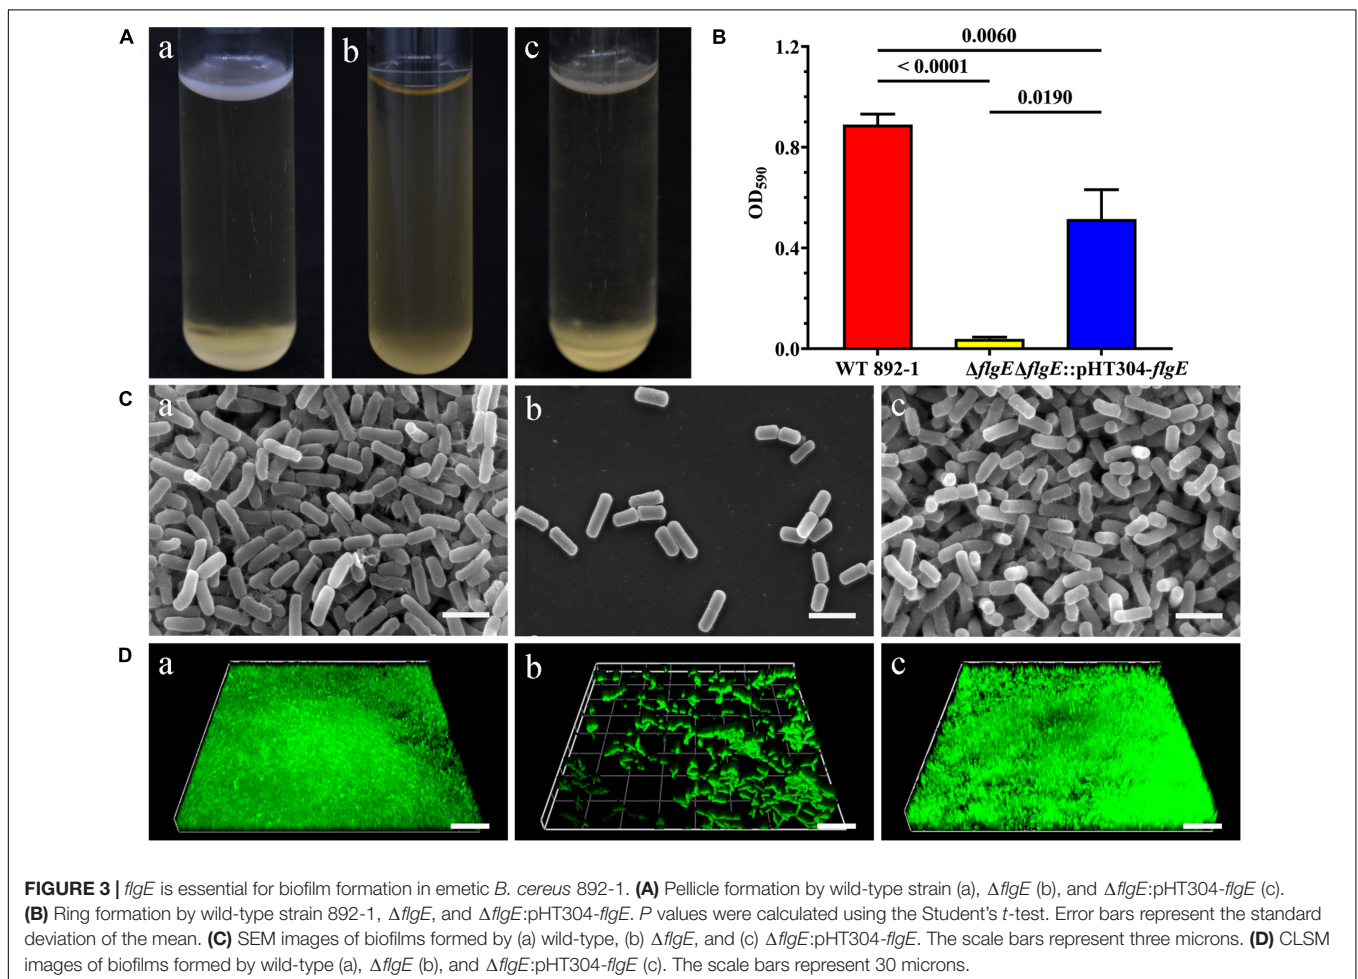 A
a
b
c
B
1.2
0.8
0.4
0.0
OD590
0.0060
< 0.0001
0.0190
WT 892-1
ΔflgE
ΔflgE::pHT304-flgE
C
a
b
c
D
a
b
c
FIGURE 3 | flgE is essential for biofilm formation in emetic B. cereus 892-1. (A) Pellicle formation by wild-type strain (a), ΔflgE (b), and ΔflgE:pHT304-flgE (c).
(B) Ring formation by wild-type strain 892-1, ΔflgE, and ΔflgE:pHT304-flgE. P values were calculated using the Student's t-test. Error bars represent the standard
deviation of the mean. (C) SEM images of biofilms formed by (a) wild-type, (b) ΔflgE, and (c) ΔflgE:pHT304-flgE. The scale bars represent three microns. (D) CLSM
images of biofilms formed by wild-type (a), ΔflgE (b), and ΔflgE:pHT304-flgE (c). The scale bars represent 30 microns.